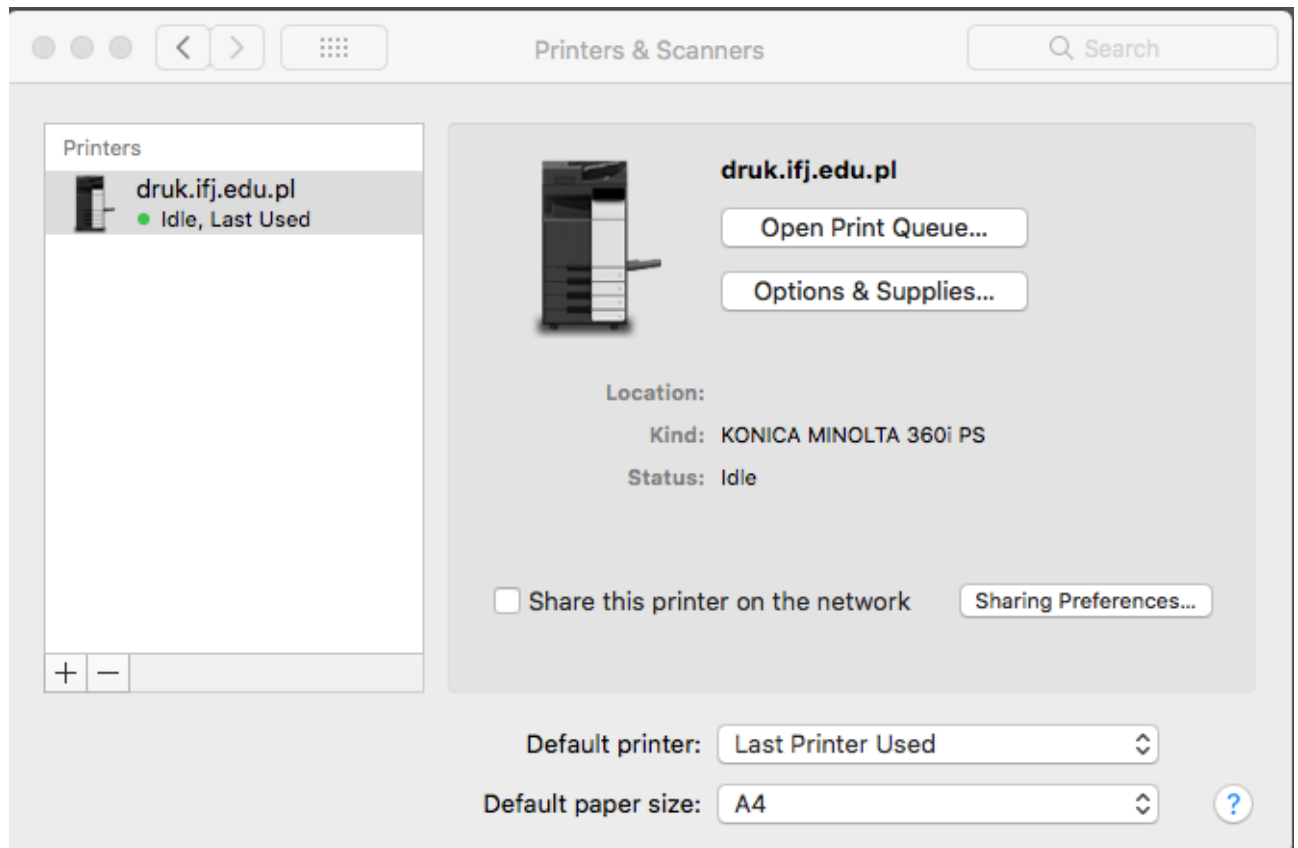 Printers & Scanners
Search
Printers
druk.ifj.edu.pl
Idle, Last Used
druk.ifj.edu.pl
Open Print Queue...
Options & Supplies...
Location:
Kind: KONICA MINOLTA 360i PS
Status: Idle
Share this printer on the network
Sharing Preferences...
+ −
Default printer: Last Printer Used
Default paper size: A4
?